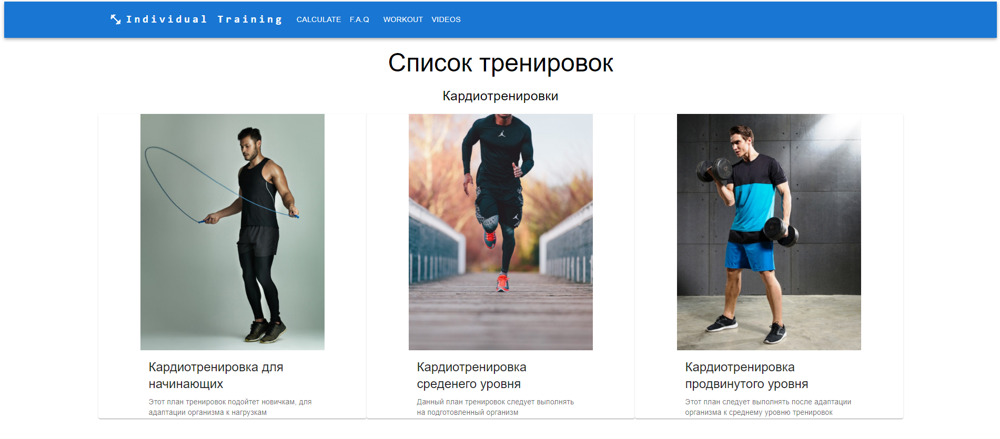 Individual Training CALCULATE F.A.Q WORKOUT VIDEOS
Список тренировок
Кардиотренировки
Кардиотренировка для
начинающих
Этот план тренировок подойтет новичкам, для
адаптации организма к нагрузкам
Кардиотренировка
среденего уровня
Данный план тренировок следует выполнять
на подготовленный организм
Кардиотренировка
продвинутого уровня
Этот план следует выполнять после адаптации
организма к среднему уровню тренировок